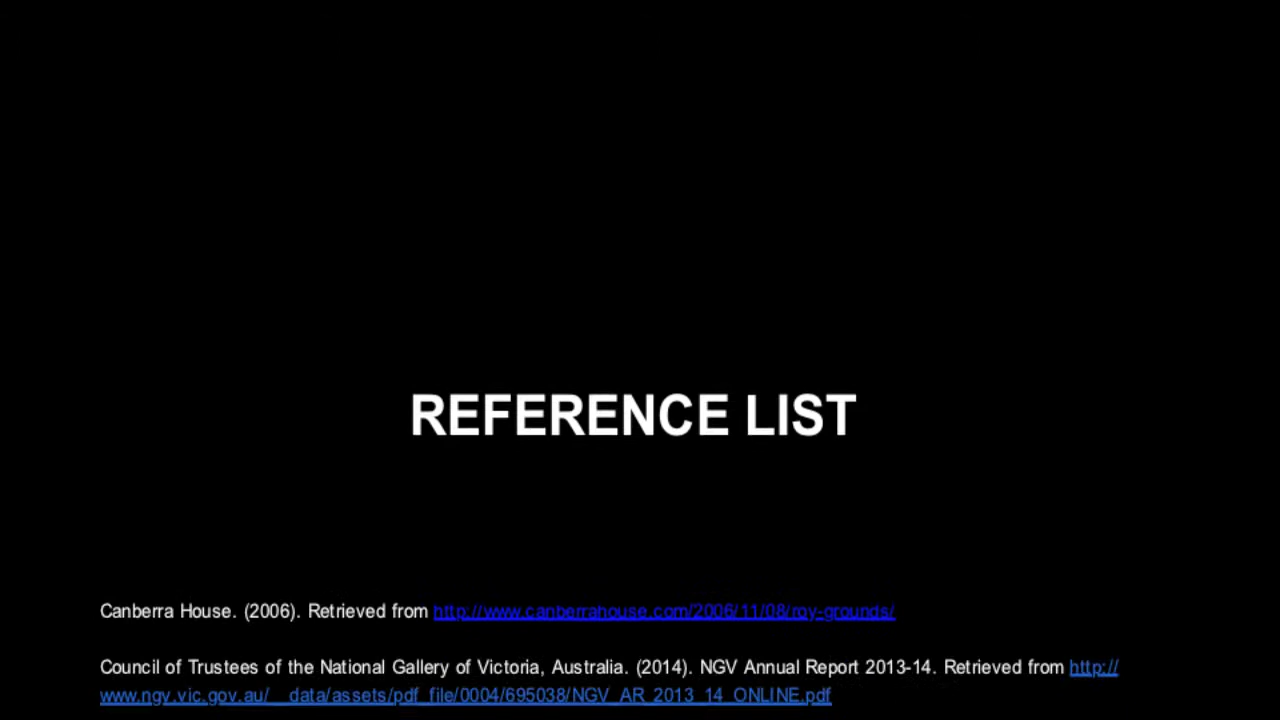 REFERENCE LIST
Canberra House. (2006). Retrieved from http://www.canberrahouse.com/2006/11/08/roy-grounds/
Council of Trustees of the National Gallery of Victoria, Australia. (2014). NGV Annual Report 2013-14. Retrieved from http://
www.ngv.vic.gov.au/__data/assets/pdf_file/0004/695038/NGV_AR_2013_14_ONLINE.pdf